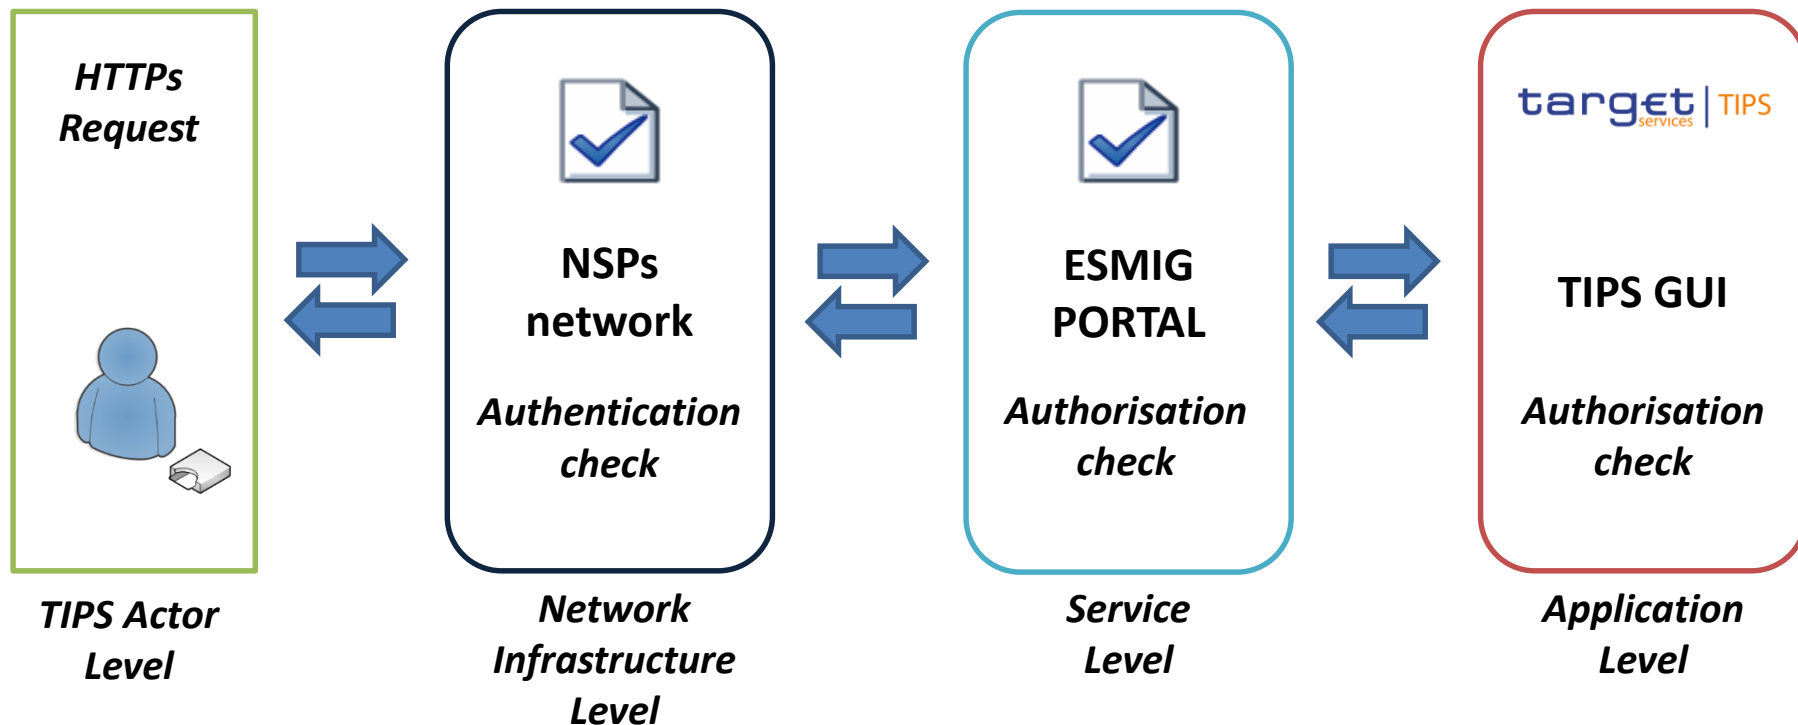 HTTPs
Request
TIPS Actor
Level
NSPs
network
Authentication
check
Network
Infrastructure
Level
ESMIG
PORTAL
Authorisation
check
Service
Level
target | TIPS
services
TIPS GUI
Authorisation
check
Application
Level